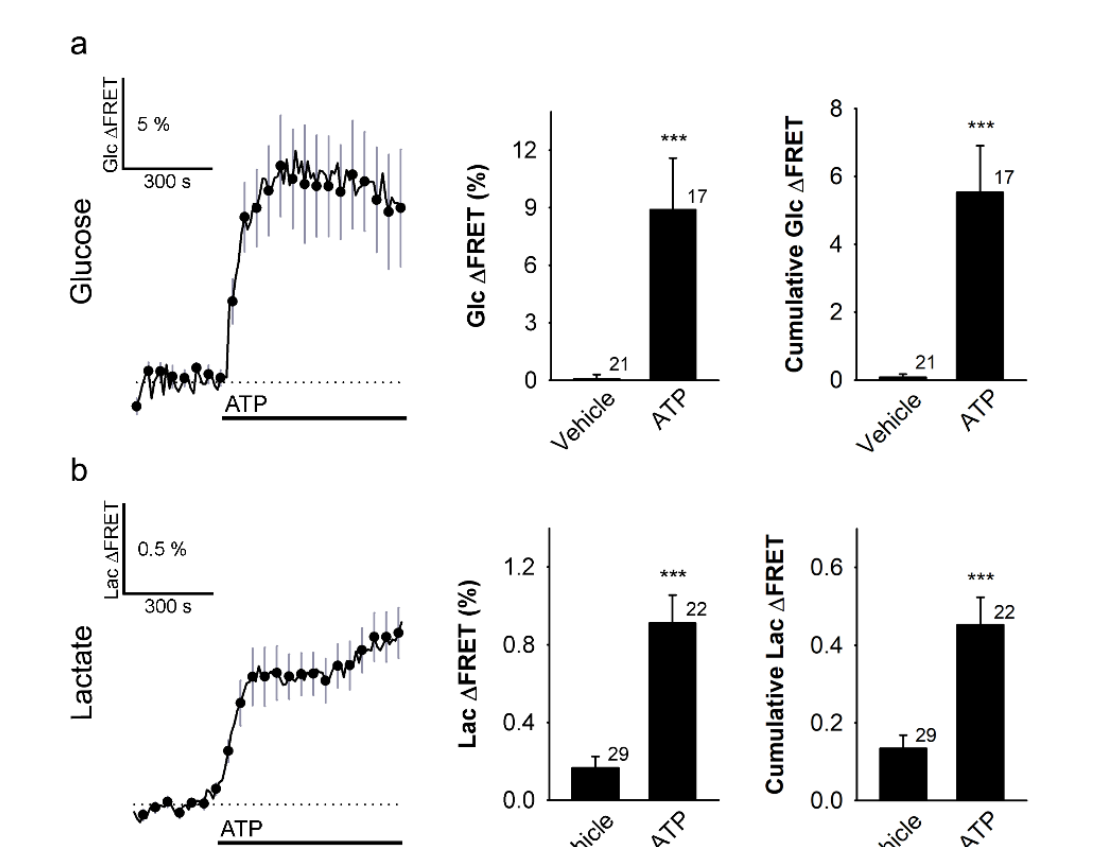 a
Glc ΔFRET
5 %
300 s
Glucose
ATP
Glc ΔFRET (%)
12
9
6
3
0
***
21
17
Vehicle
ATP
Cumulative Glc ΔFRET
8
6
4
2
0
***
21
17
Vehicle
ATP
b
Lac ΔFRET
0.5 %
300 s
Lactate
ATP
Lac ΔFRET (%)
1.2
0.8
0.4
0.0
***
29
22
hicle
ATP
Cumulative Lac ΔFRET
0.6
0.4
0.2
0.0
***
29
22
hicle
ATP